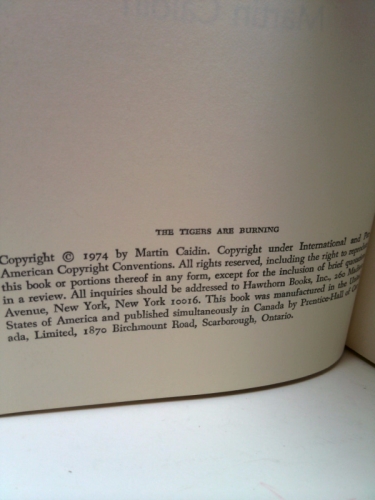 THE TIGERS ARE BURNING
Copyright © 1974 by Martin Caidin. Copyright under International and
American Copyright Conventions. All rights reserved, including the right to
this book or portions thereof in any form, except for the inclusion of brief
in a review. All inquiries should be addressed to Hawthorn Books, Inc., 260
Avenue, New York, New York 10016. This book was manufactured in the
States of America and published simultaneously in Canada by Prentice-Hall of
ada, Limited, 1870 Birchmount Road, Scarborough, Ontario.